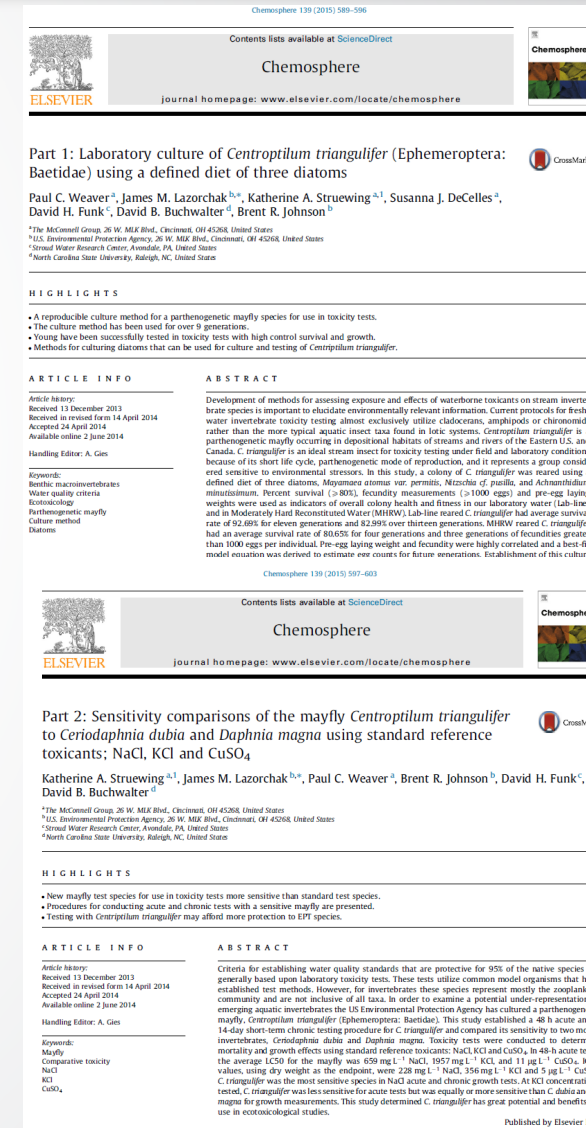 Chemosphere 139 (2015) 589–596
Contents lists available at ScienceDirect
Chemosphere
journal homepage: www.elsevier.com/locate/chemosphere
ELSEVIER
Chemosphere
Part 1: Laboratory culture of Centroptilum triangulifer (Ephemeroptera:
Baetidae) using a defined diet of three diatoms
CrossMar
Paul C. Weaver a, James M. Lazorchak b,*, Katherine A. Struewing a,1, Susanna J. DeCelles a,
David H. Funk c, David B. Buchwalter d, Brent R. Johnson b
a The McConnell Group, 26 W. MLK Blvd., Cincinnati, OH 45268, United States
b U.S. Environmental Protection Agency, 26 W. MLK Blvd., Cincinnati, OH 45268, United States
c Stroud Water Research Center, Avondale, PA, United States
d North Carolina State University, Raleigh, NC, United States
HIGHLIGHTS
• A reproducible culture method for a parthenogenetic mayfly species for use in toxicity tests.
• The culture method has been used for over 9 generations.
• Young have been successfully tested in toxicity tests with high control survival and growth.
• Methods for culturing diatoms that can be used for culture and testing of Centriptilum triangulifer.
ARTICLE INFO
Article history:
Received 13 December 2013
Received in revised form 14 April 2014
Accepted 24 April 2014
Available online 2 June 2014
Handling Editor: A. Gies
Keywords:
Benthic macroinvertebrates
Water quality criteria
Ecotoxicology
Parthenogenetic mayfly
Culture method
Diatoms
ABSTRACT
Development of methods for assessing exposure and effects of waterborne toxicants on stream inverte
brate species is important to elucidate environmentally relevant information. Current protocols for fresh
water invertebrate toxicity testing almost exclusively utilize cladocerans, amphipods or chironomid
rather than the more typical aquatic insect taxa found in lotic systems. Centroptilum triangulifer is
parthenogenetic mayfly occurring in depositional habitats of streams and rivers of the Eastern U.S. an
Canada. C. triangulifer is an ideal stream insect for toxicity testing under field and laboratory condition
because of its short life cycle, parthenogenetic mode of reproduction, and it represents a group consid
ered sensitive to environmental stressors. In this study, a colony of C. triangulifer was reared using
defined diet of three diatoms, Mayamaea atomus var. permitis, Nitzschia cf. pusilla, and Achnanthidiun
minutissimum. Percent survival (⩾80%), fecundity measurements (⩾1000 eggs) and pre-egg laying
weights were used as indicators of overall colony health and fitness in our laboratory water (Lab-line
and in Moderately Hard Reconstituted Water (MHRW). Lab-line reared C. triangulifer had average surviva
rate of 92.69% for eleven generations and 82.99% over thirteen generations. MHRW reared C. triangulife
had an average survival rate of 80.65% for four generations and three generations of fecundities greate
than 1000 eggs per individual. Pre-egg laying weight and fecundity were highly correlated and a best-fi
model equation was derived to estimate egg counts for future generations. Establishment of this cultur
Chemosphere 139 (2015) 597–603
Contents lists available at ScienceDirect
Chemosphere
journal homepage: www.elsevier.com/locate/chemosphere
ELSEVIER
Chemosphe
Part 2: Sensitivity comparisons of the mayfly Centroptilum triangulifer
to Ceriodaphnia dubia and Daphnia magna using standard reference
toxicants; NaCl, KCl and CuSO4
CrossM
Katherine A. Struewing a,1, James M. Lazorchak b,*, Paul C. Weaver a, Brent R. Johnson b, David H. Funk c,
David B. Buchwalter d
a The McConnell Group, 26 W. MLK Blvd., Cincinnati, OH 45268, United States
b U.S. Environmental Protection Agency, 26 W. MLK Blvd., Cincinnati, OH 45268, United States
c Stroud Water Research Center, Avondale, PA, United States
d North Carolina State University, Raleigh, NC, United States
HIGHLIGHTS
• New mayfly test species for use in toxicity tests more sensitive than standard test species.
• Procedures for conducting acute and chronic tests with a sensitive mayfly are presented.
• Testing with Centriptilum triangulifer may afford more protection to EPT species.
ARTICLE INFO
Article history:
Received 13 December 2013
Received in revised form 14 April 2014
Accepted 24 April 2014
Available online 2 June 2014
Handling Editor: A. Gies
Keywords:
Mayfly
Comparative toxicity
NaCl
KCl
CuSO4
ABSTRACT
Criteria for establishing water quality standards that are protective for 95% of the native species
generally based upon laboratory toxicity tests. These tests utilize common model organisms that h
established test methods. However, for invertebrates these species represent mostly the zooplank
community and are not inclusive of all taxa. In order to examine a potential under-representation
emerging aquatic invertebrates the US Environmental Protection Agency has cultured a parthenogen
mayfly, Centroptilum triangulifer (Ephemeroptera: Baetidae). This study established a 48 h acute an
14-day short-term chronic testing procedure for C. triangulifer and compared its sensitivity to two mo
invertebrates, Ceriodaphnia dubia and Daphnia magna. Toxicity tests were conducted to determ
mortality and growth effects using standard reference toxicants: NaCl, KCl and CuSO4. In 48-h acute te
the average LC50 for the mayfly was 659 mg L−1 NaCl, 1957 mg L−1 KCl, and 11 μg L−1 CuSO4. I
values, using dry weight as the endpoint, were 228 mg L−1 NaCl, 356 mg L−1 KCl and 5 μg L−1 CuS
C. triangulifer was the most sensitive species in NaCl acute and chronic growth tests. At KCl concentrati
tested, C. triangulifer was less sensitive for acute tests but was equally or more sensitive than C. dubia an
magna for growth measurements. This study determined C. triangulifer has great potential and benefits
use in ecotoxicological studies.
Published by Elsevier